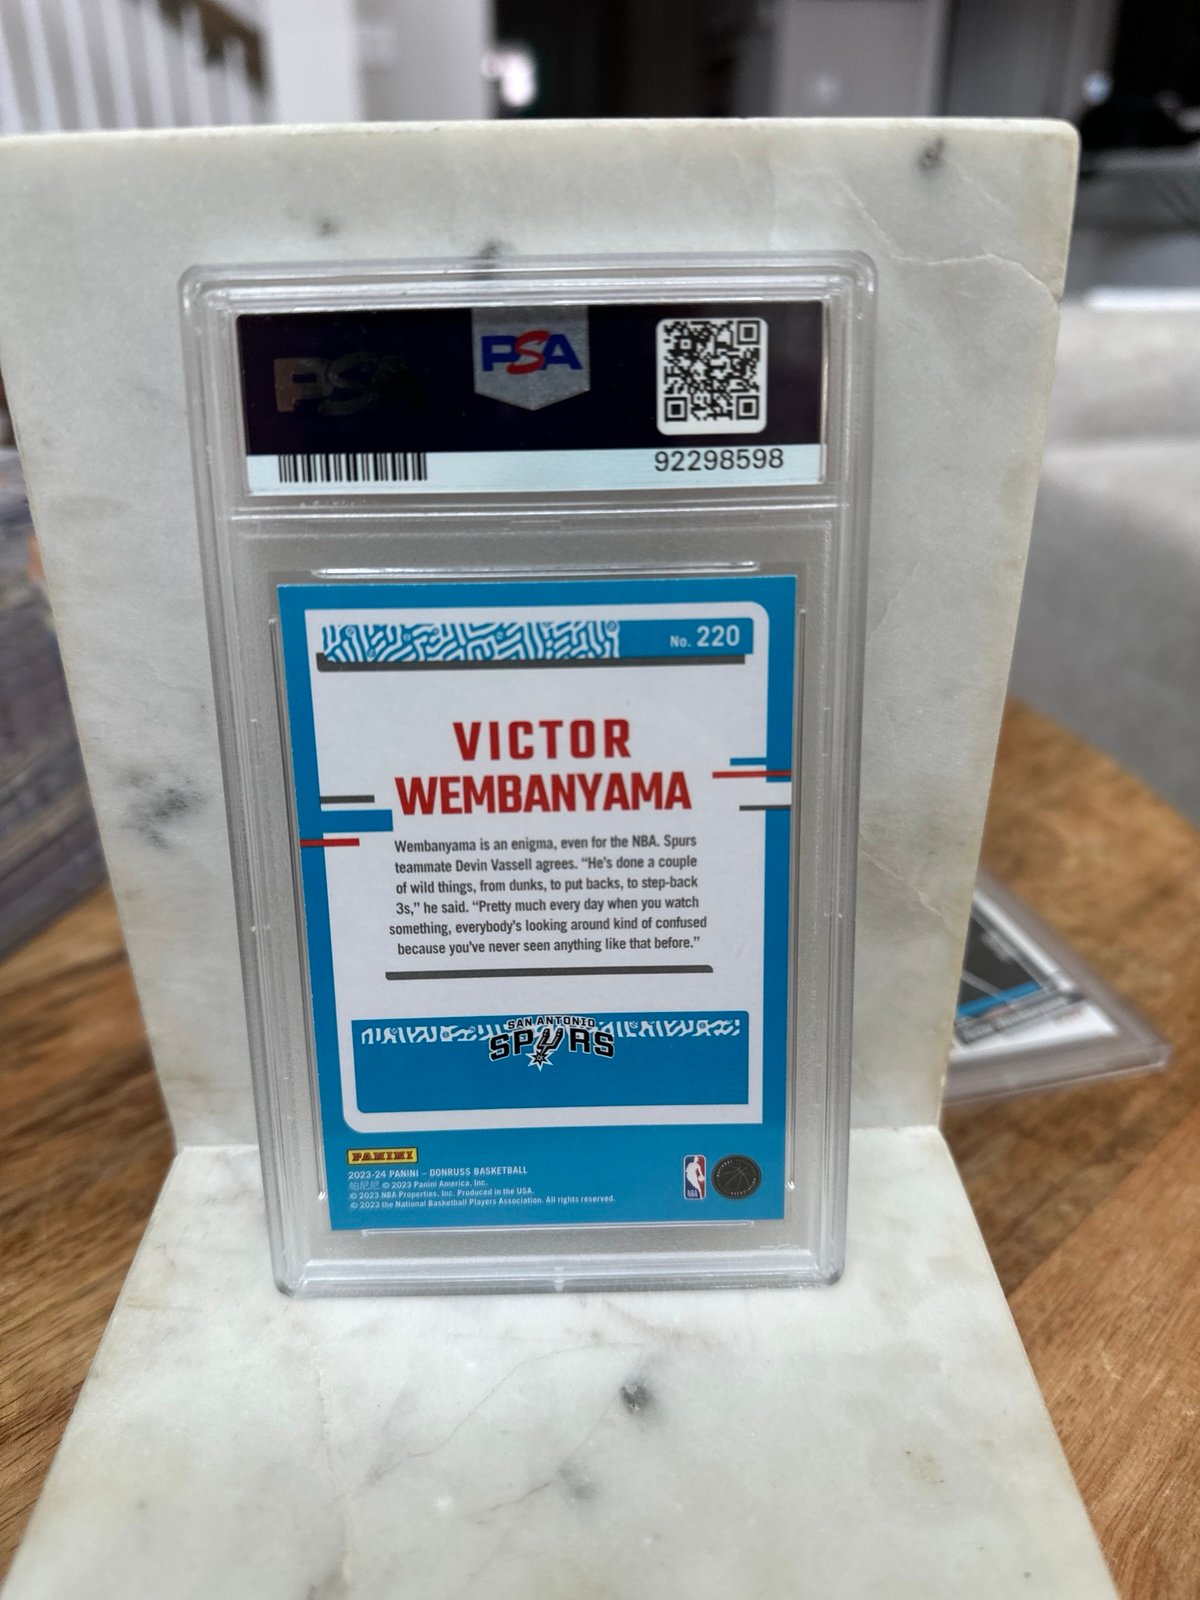 PSA
PSA
92298598
No. 220
VICTOR
WEMBANYAMA
Wembanyama is an enigma, even for the NBA. Spurs
teammate Devin Vassell agrees. “He's done a couple
of wild things, from dunks, to put backs, to step-back
3s,” he said. “Pretty much every day when you watch
something, everybody's looking around kind of confused
because you've never seen anything like that before.”
SAN ANTONIO
SPURS
PANINI
2023-24 PANINI – DONRUSS BASKETBALL
帕尼尼 © 2023 Panini America, Inc.
© 2023 NBA Properties, Inc. Produced in the USA.
© 2023 the National Basketball Players Association. All rights reserved.
NBA